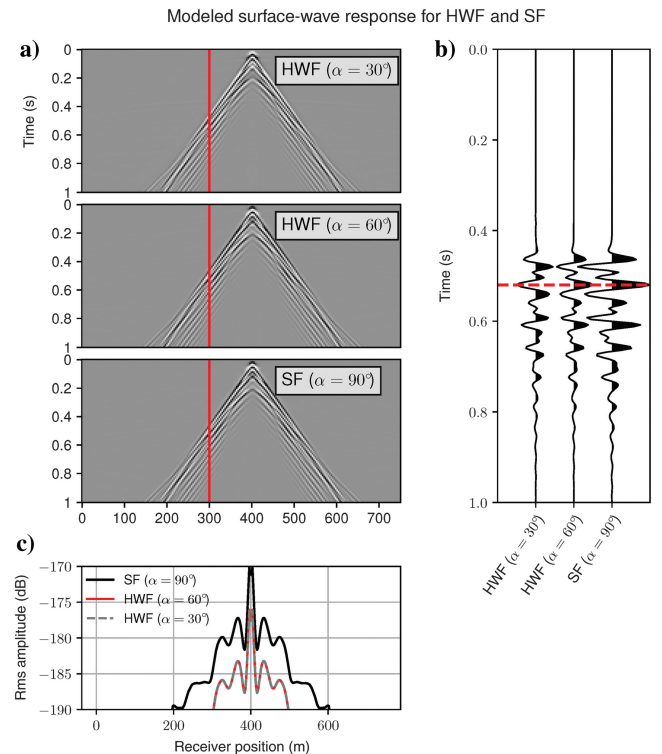 Modeled surface-wave response for HWF and SF
a)
0
0.2
0.4
0.6
0.8
1
Time (s)
HWF (α = 30°)
0
0.2
0.4
0.6
0.8
1
HWF (α = 60°)
0
0.2
0.4
0.6
0.8
1
SF (α = 90°)
0 100 200 300 400 500 600 700
b)
0.0
0.2
0.4
0.6
0.8
1.0
Time (s)
HWF (α = 30°)
HWF (α = 60°)
SF (α = 90°)
c)
−170
−175
−180
−185
−190
Rms amplitude (dB)
SF (α = 90°)
HWF (α = 60°)
HWF (α = 30°)
0 200 400 600
Receiver position (m)